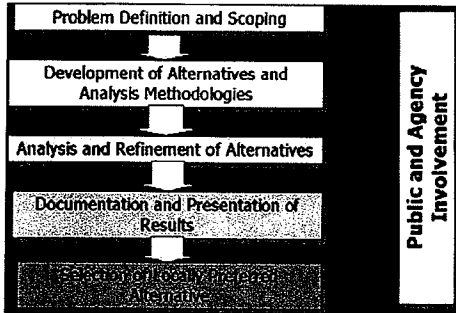 Problem Definition and Scoping
Development of Alternatives and
Analysis Methodologies
Analysis and Refinement of Alternatives
Documentation and Presentation of
Results
Selection of Locally Preferred
Alternative
Public and Agency
Involvement